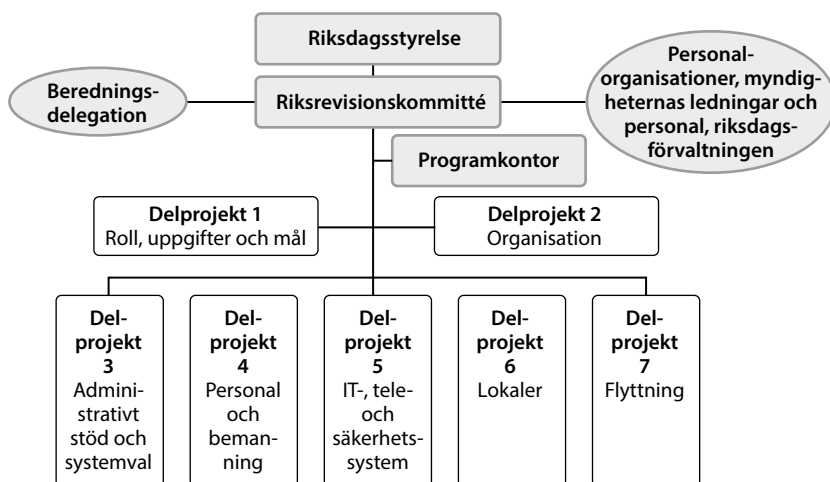 Riksdagsstyrelse
Berednings-
delegation
Riksrevisionskommitté
Personal-
organisationer, myndig-
heternas ledningar och
personal, riksdags-
förvaltningen
Programkontor
Delprojekt 1
Roll, uppgifter och mål
Delprojekt 2
Organisation
Del-
projekt
3
Admini-
strativt
stöd och
systemval
Del-
projekt
4
Personal
och
beman-
ning
Del-
projekt
5
IT-, tele-
och
säkerhets-
system
Del-
projekt
6
Lokaler
Del-
projekt
7
Flyttning